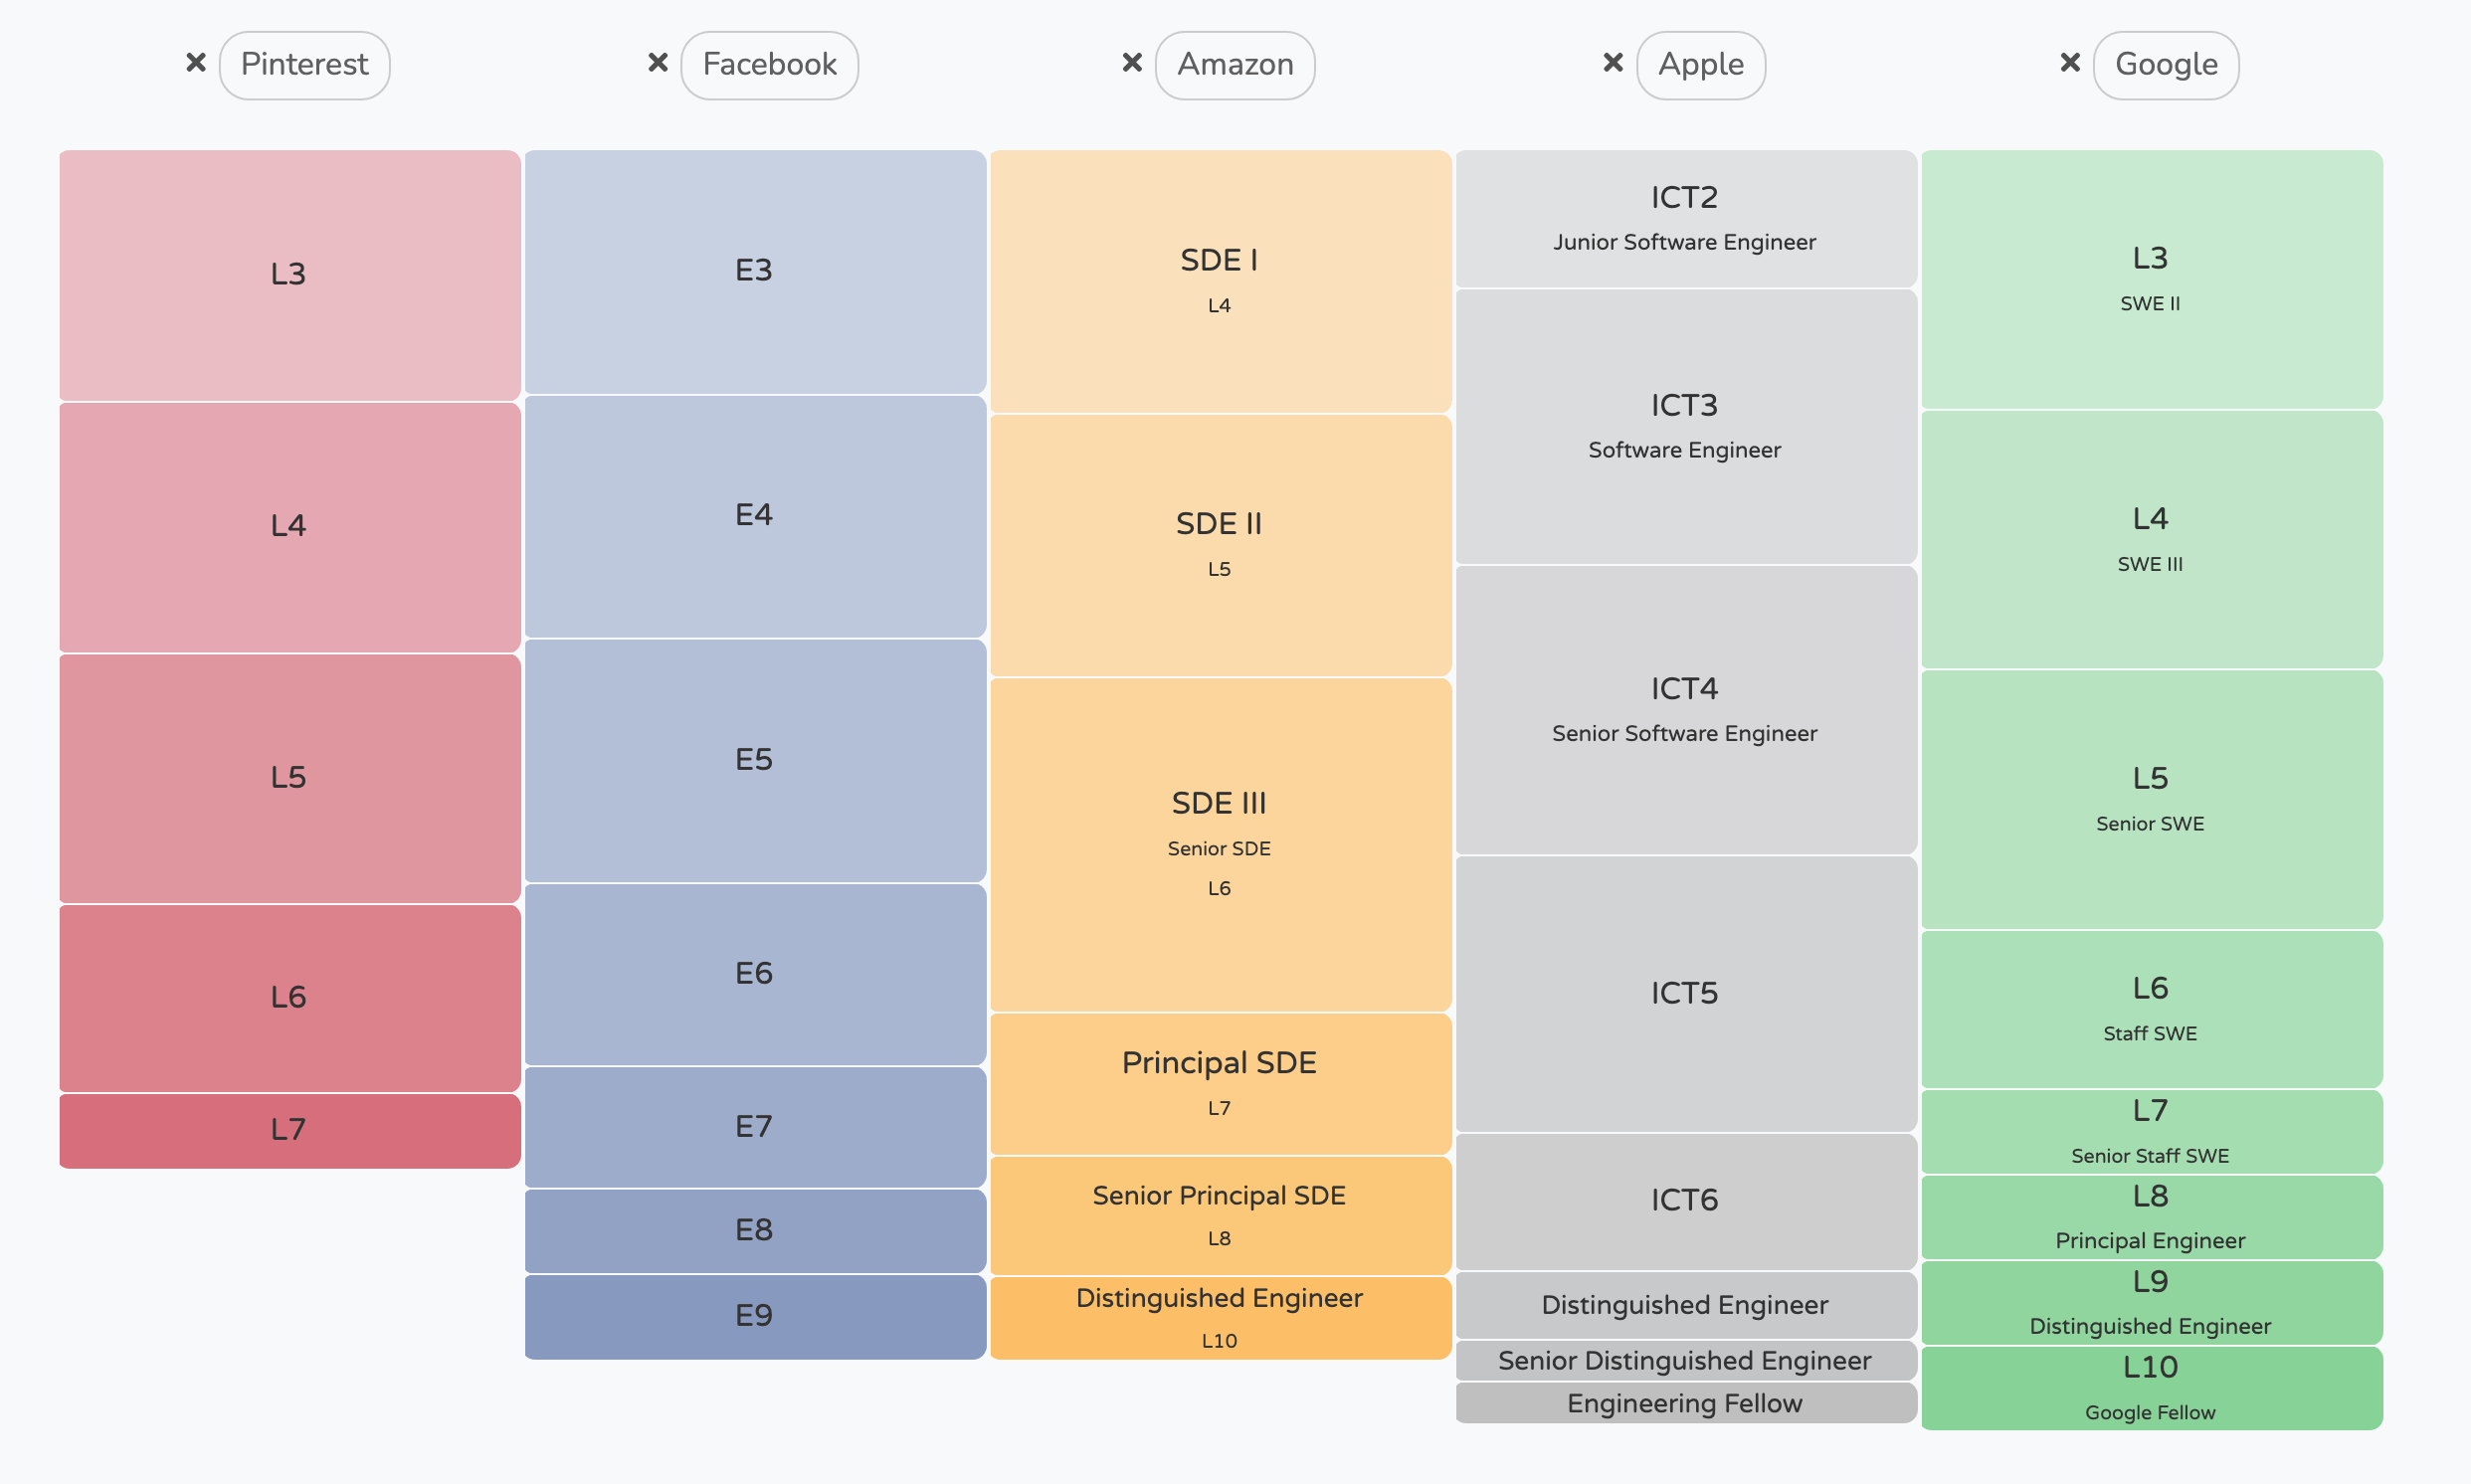 Pinterest
Facebook
Amazon
Apple
Google
L3
L4
L5
L6
L7
E3
E4
E5
E6
E7
E8
E9
SDE I
L4
SDE II
L5
SDE III
Senior SDE
L6
Principal SDE
L7
Senior Principal SDE
L8
Distinguished Engineer
L10
ICT2
Junior Software Engineer
ICT3
Software Engineer
ICT4
Senior Software Engineer
ICT5
ICT6
Distinguished Engineer
Senior Distinguished Engineer
Engineering Fellow
L3
SWE II
L4
SWE III
L5
Senior SWE
L6
Staff SWE
L7
Senior Staff SWE
L8
Principal Engineer
L9
Distinguished Engineer
L10
Google Fellow